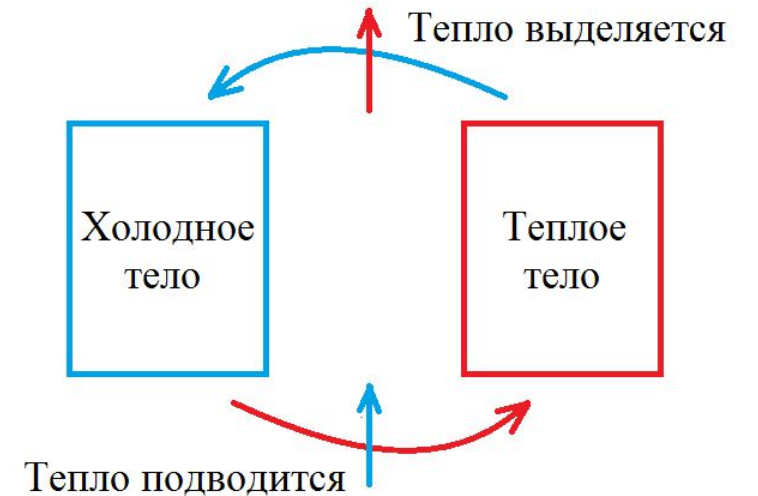 Тепло выделяется
Холодное
тело
Теплое
тело
Тепло подводится